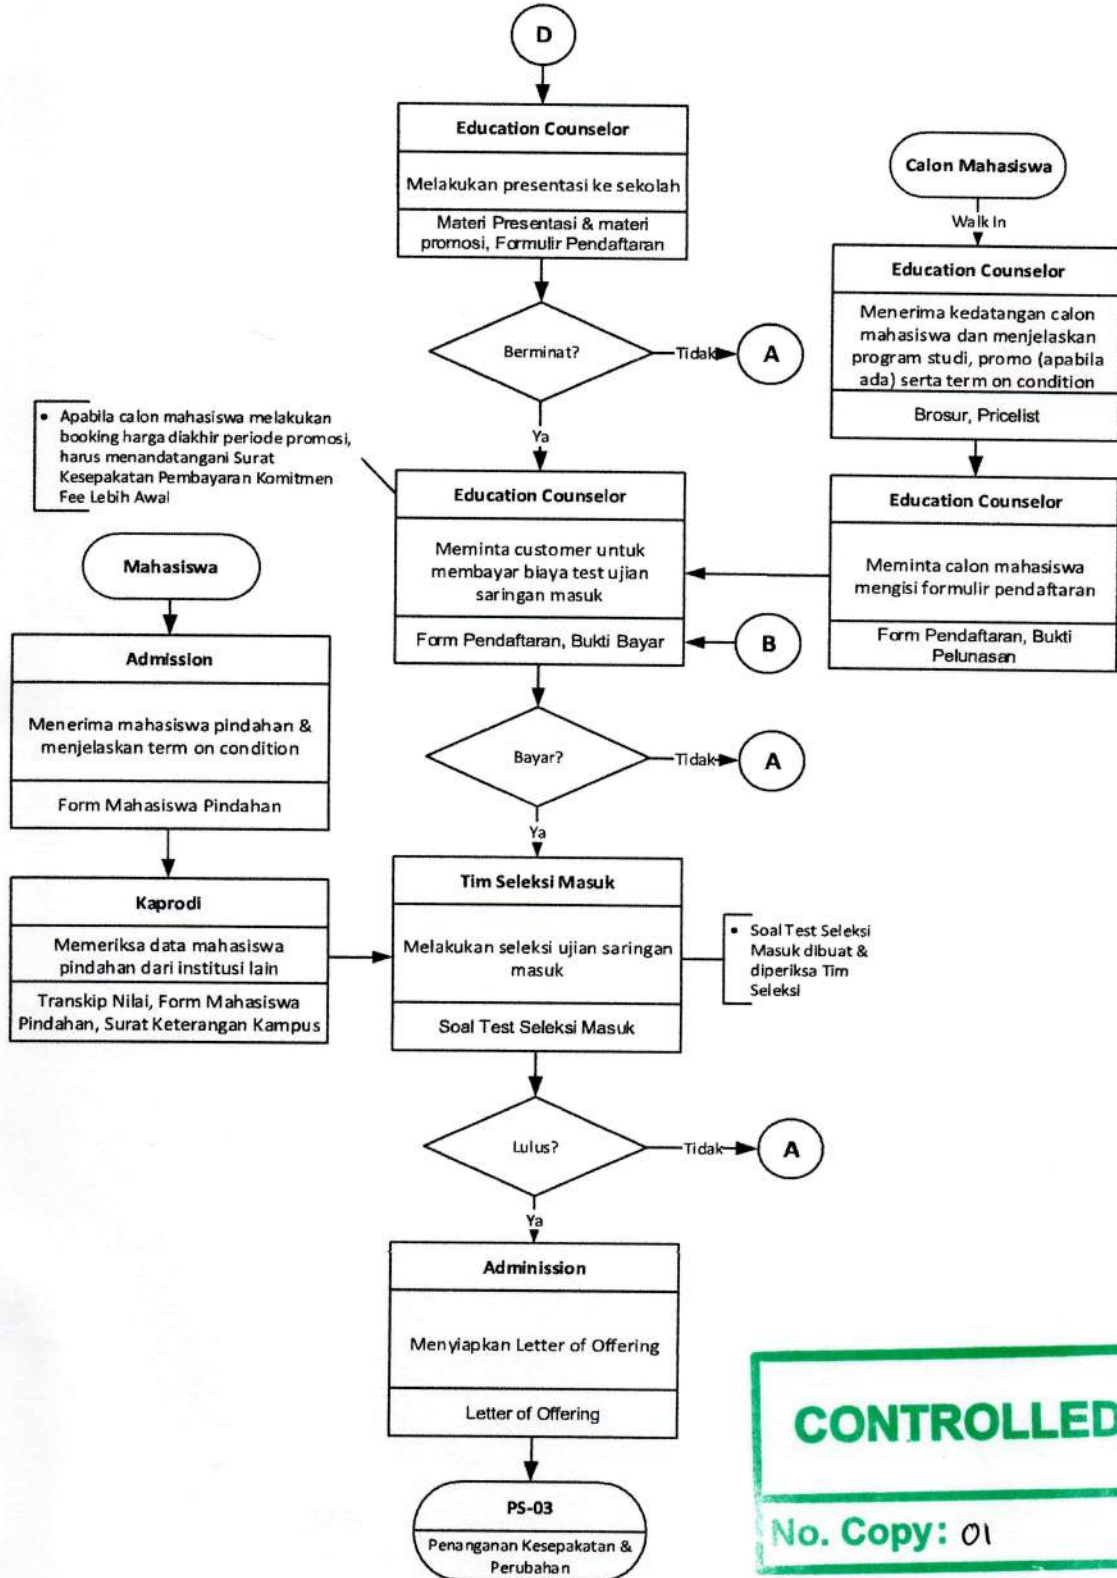 D
Education Counselor
Melakukan presentasi ke sekolah
Materi Presentasi & materi
promosi, Formulir Pendaftaran
Calon Mahasiswa
Walk In
Education Counselor
Menerima kedatangan calon
mahasiswa dan menjelaskan
program studi, promo (apabila
ada) serta term on condition
Brosur, Pricelist
Berminat?
Tidak
A
Ya
• Apabila calon mahasiswa melakukan
booking harga diakhir periode promosi,
harus menandatangani Surat
Kesepakatan Pembayaran Komitmen
Fee Lebih Awal
Education Counselor
Meminta customer untuk
membayar biaya test ujian
saringan masuk
Form Pendaftaran, Bukti Bayar
Education Counselor
Meminta calon mahasiswa
mengisi formulir pendaftaran
Form Pendaftaran, Bukti
Pelunasan
B
Mahasiswa
Admission
Menerima mahasiswa pindahan &
menjelaskan term on condition
Form Mahasiswa Pindahan
Bayar?
Tidak
A
Ya
Kaprodi
Memeriksa data mahasiswa
pindahan dari institusi lain
Transkip Nilai, Form Mahasiswa
Pindahan, Surat Keterangan Kampus
Tim Seleksi Masuk
Melakukan seleksi ujian saringan
masuk
Soal Test Seleksi Masuk
• Soal Test Seleksi
Masuk dibuat &
diperiksa Tim
Seleksi
Lulus?
Tidak
A
Ya
Adminission
Menyiapkan Letter of Offering
Letter of Offering
PS-03
Penanganan Kesepakatan &
Perubahan
CONTROLLED
No. Copy: 01